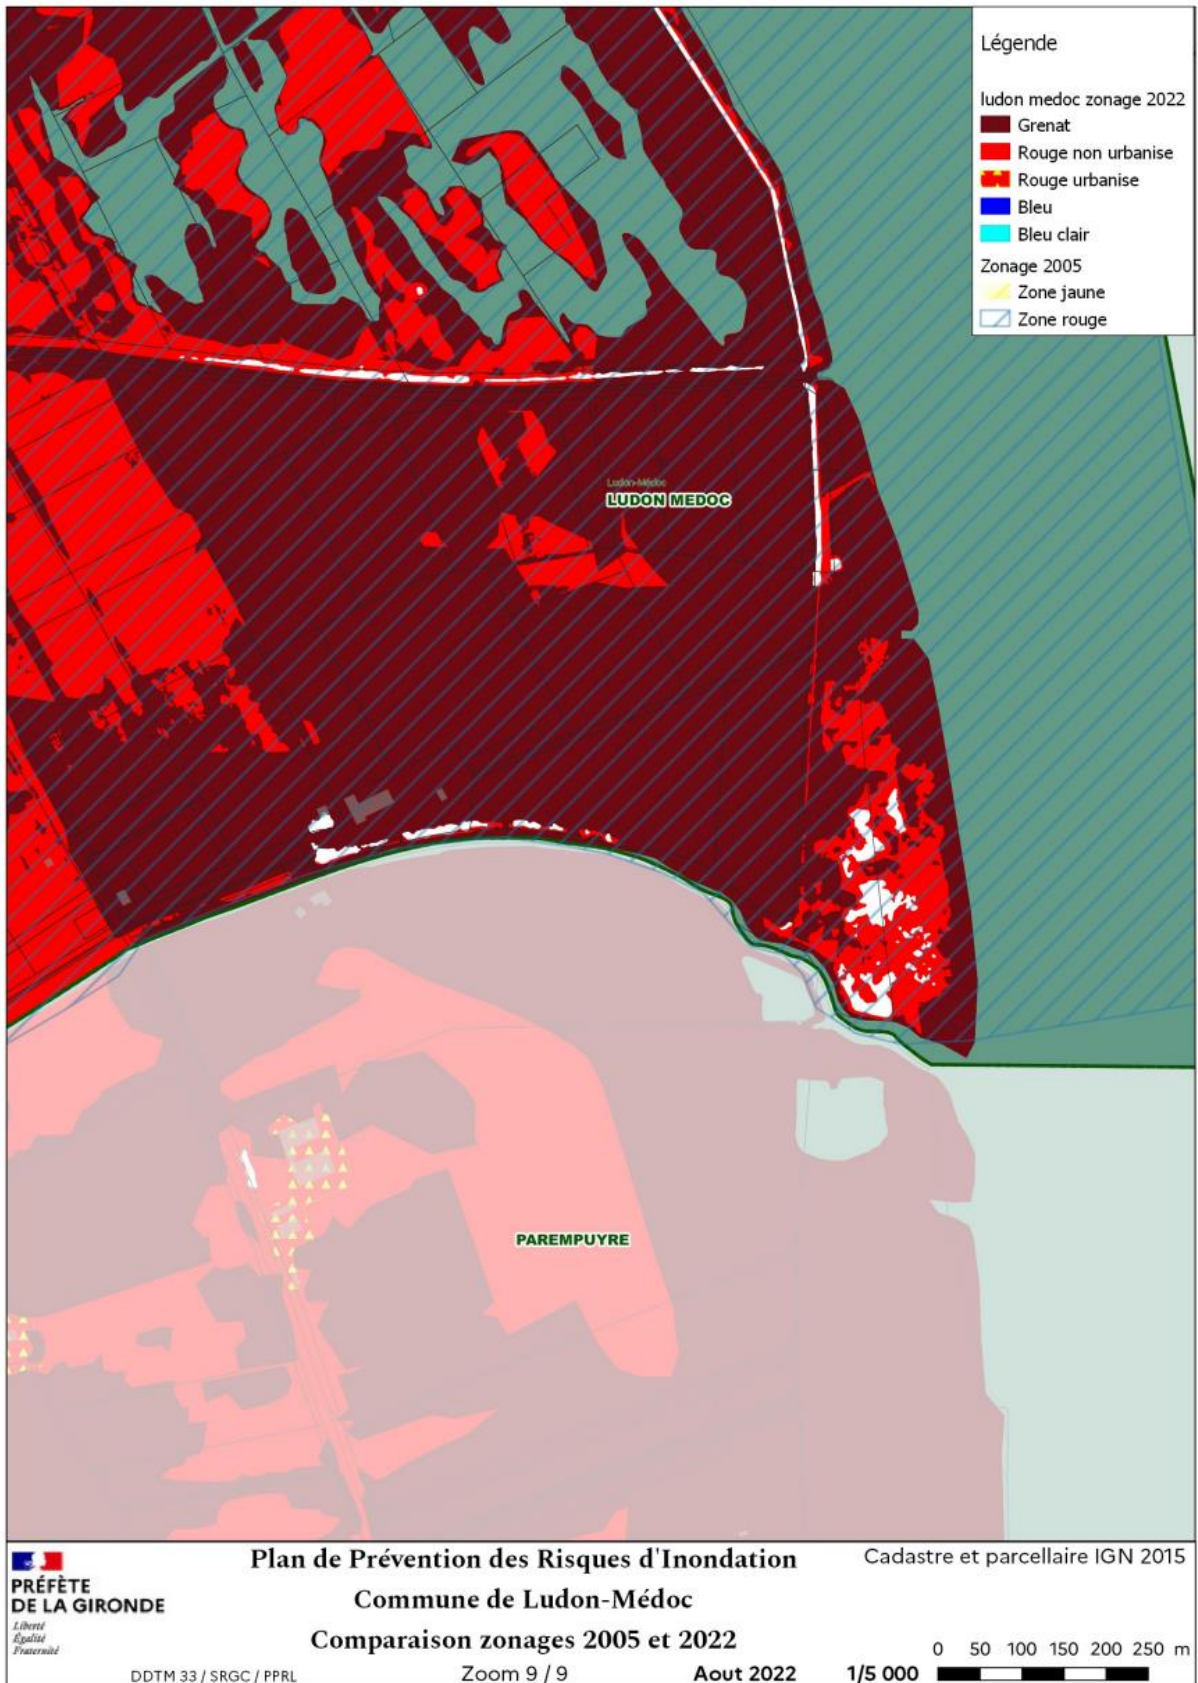 Légende
ludon medoc zonage 2022
Grenat
Rouge non urbanise
Rouge urbanise
Bleu
Bleu clair
Zonage 2005
Zone jaune
Zone rouge
Ludon-Médoc
LUDON MEDOC
PAREMPUYRE
PRÉFÈTE
DE LA GIRONDE
Liberté
Égalité
Fraternité
Plan de Prévention des Risques d'Inondation
Commune de Ludon-Médoc
Comparaison zonages 2005 et 2022
Cadastre et parcellaire IGN 2015
0 50 100 150 200 250 m
DDTM 33 / SRGC / PPRL
Zoom 9 / 9
Aout 2022
1/5 000